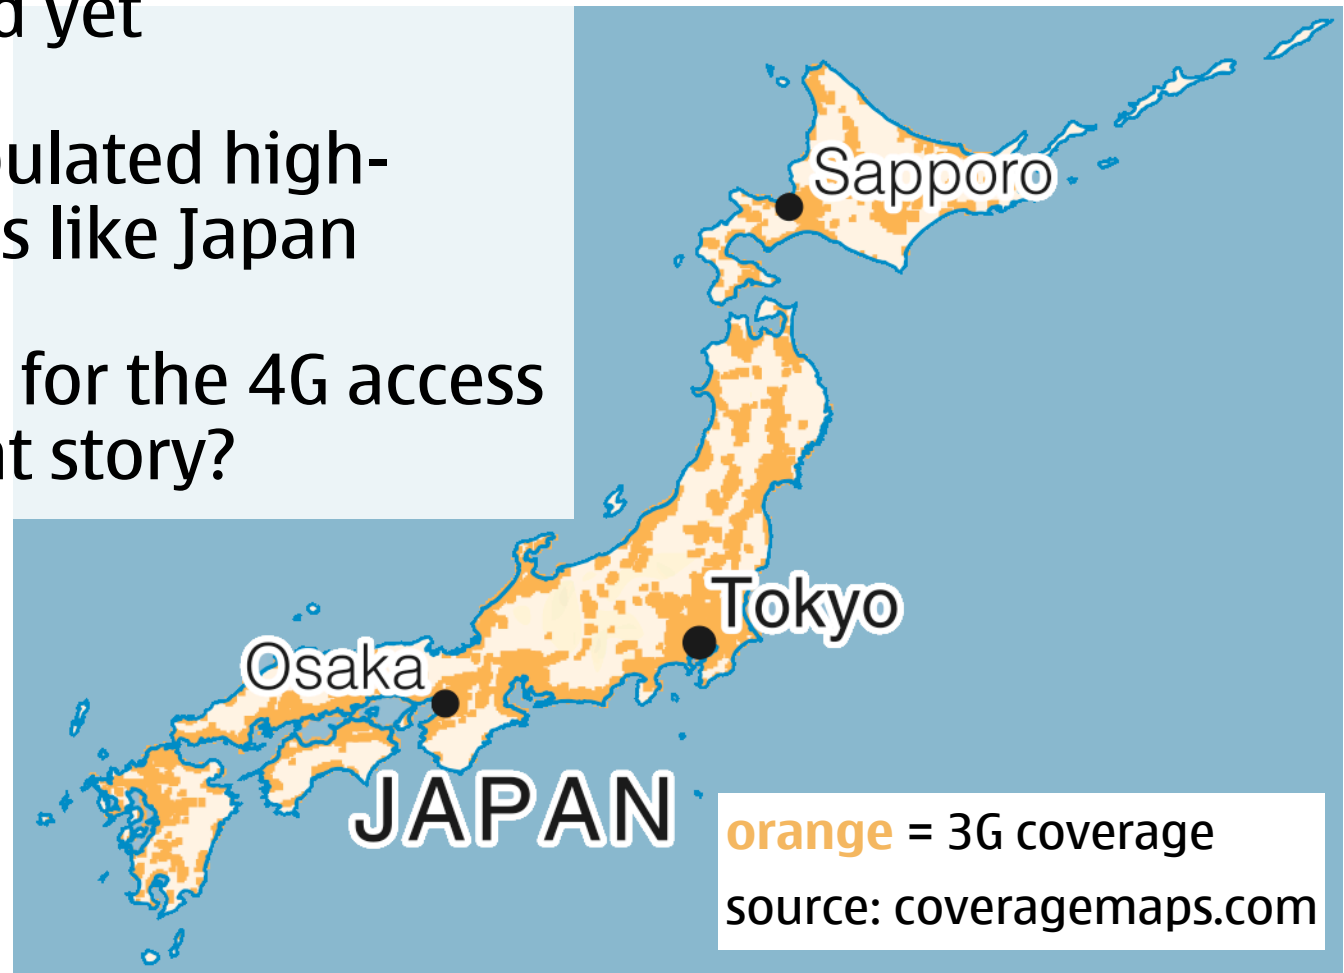 d yet
ulated high-
s like Japan
for the 4G access
t story?
Sapporo
Tokyo
Osaka
JAPAN
orange = 3G coverage
source: coveragemaps.com